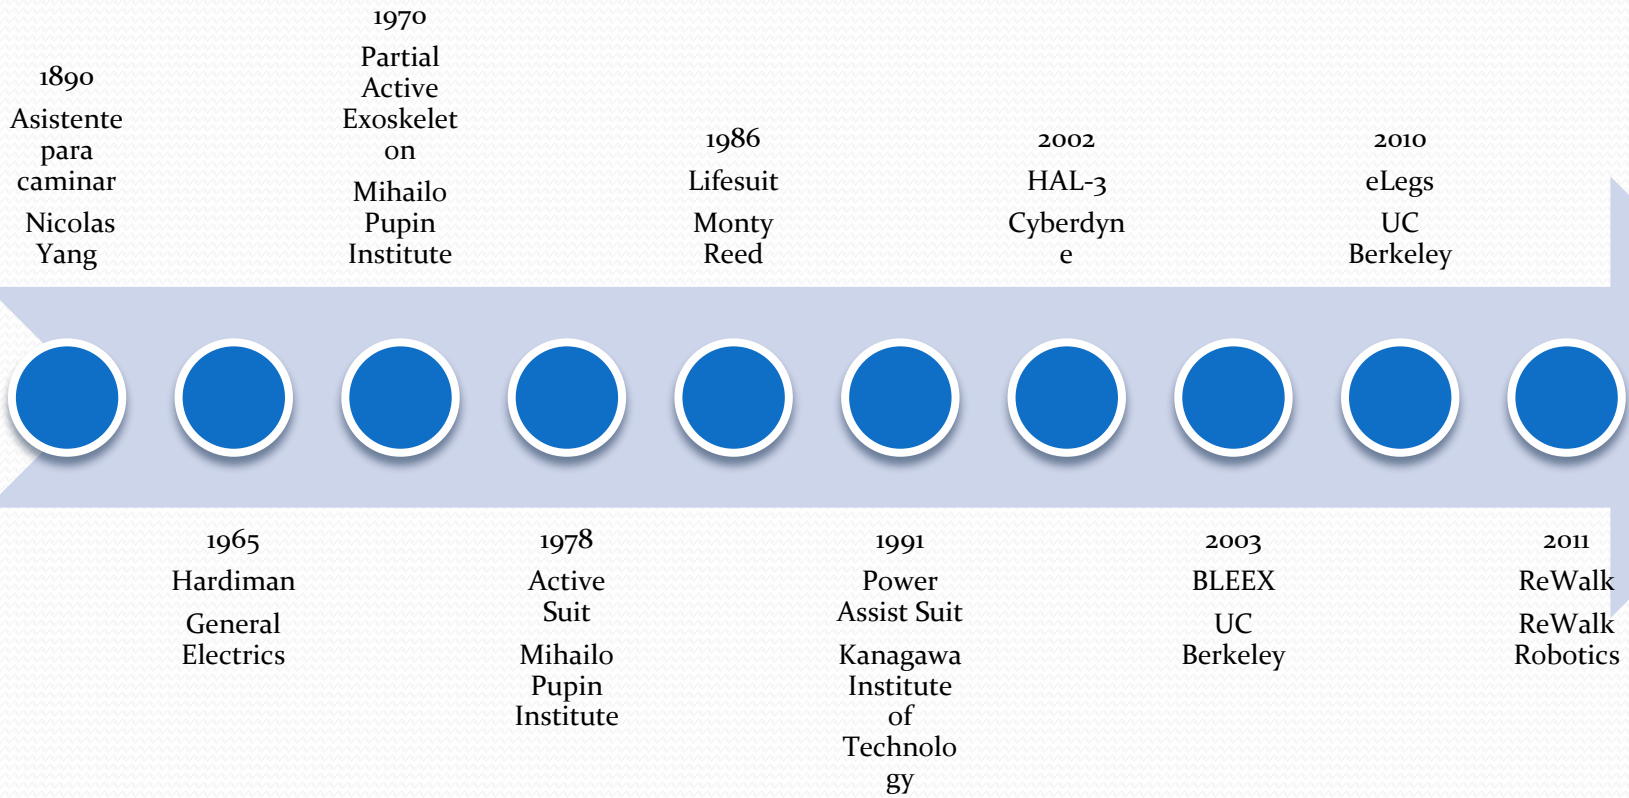 1890
Asistente
para
caminar
Nicolas
Yang
1965
Hardiman
General
Electrics
1970
Partial
Active
Exoskelet
on
Mihailo
Pupin
Institute
1978
Active
Suit
Mihailo
Pupin
Institute
1986
Lifesuit
Monty
Reed
1991
Power
Assist Suit
Kanagawa
Institute
of
Technolo
gy
2002
HAL-3
Cyberdyn
e
2003
BLEEX
UC
Berkeley
2010
eLegs
UC
Berkeley
2011
ReWalk
ReWalk
Robotics